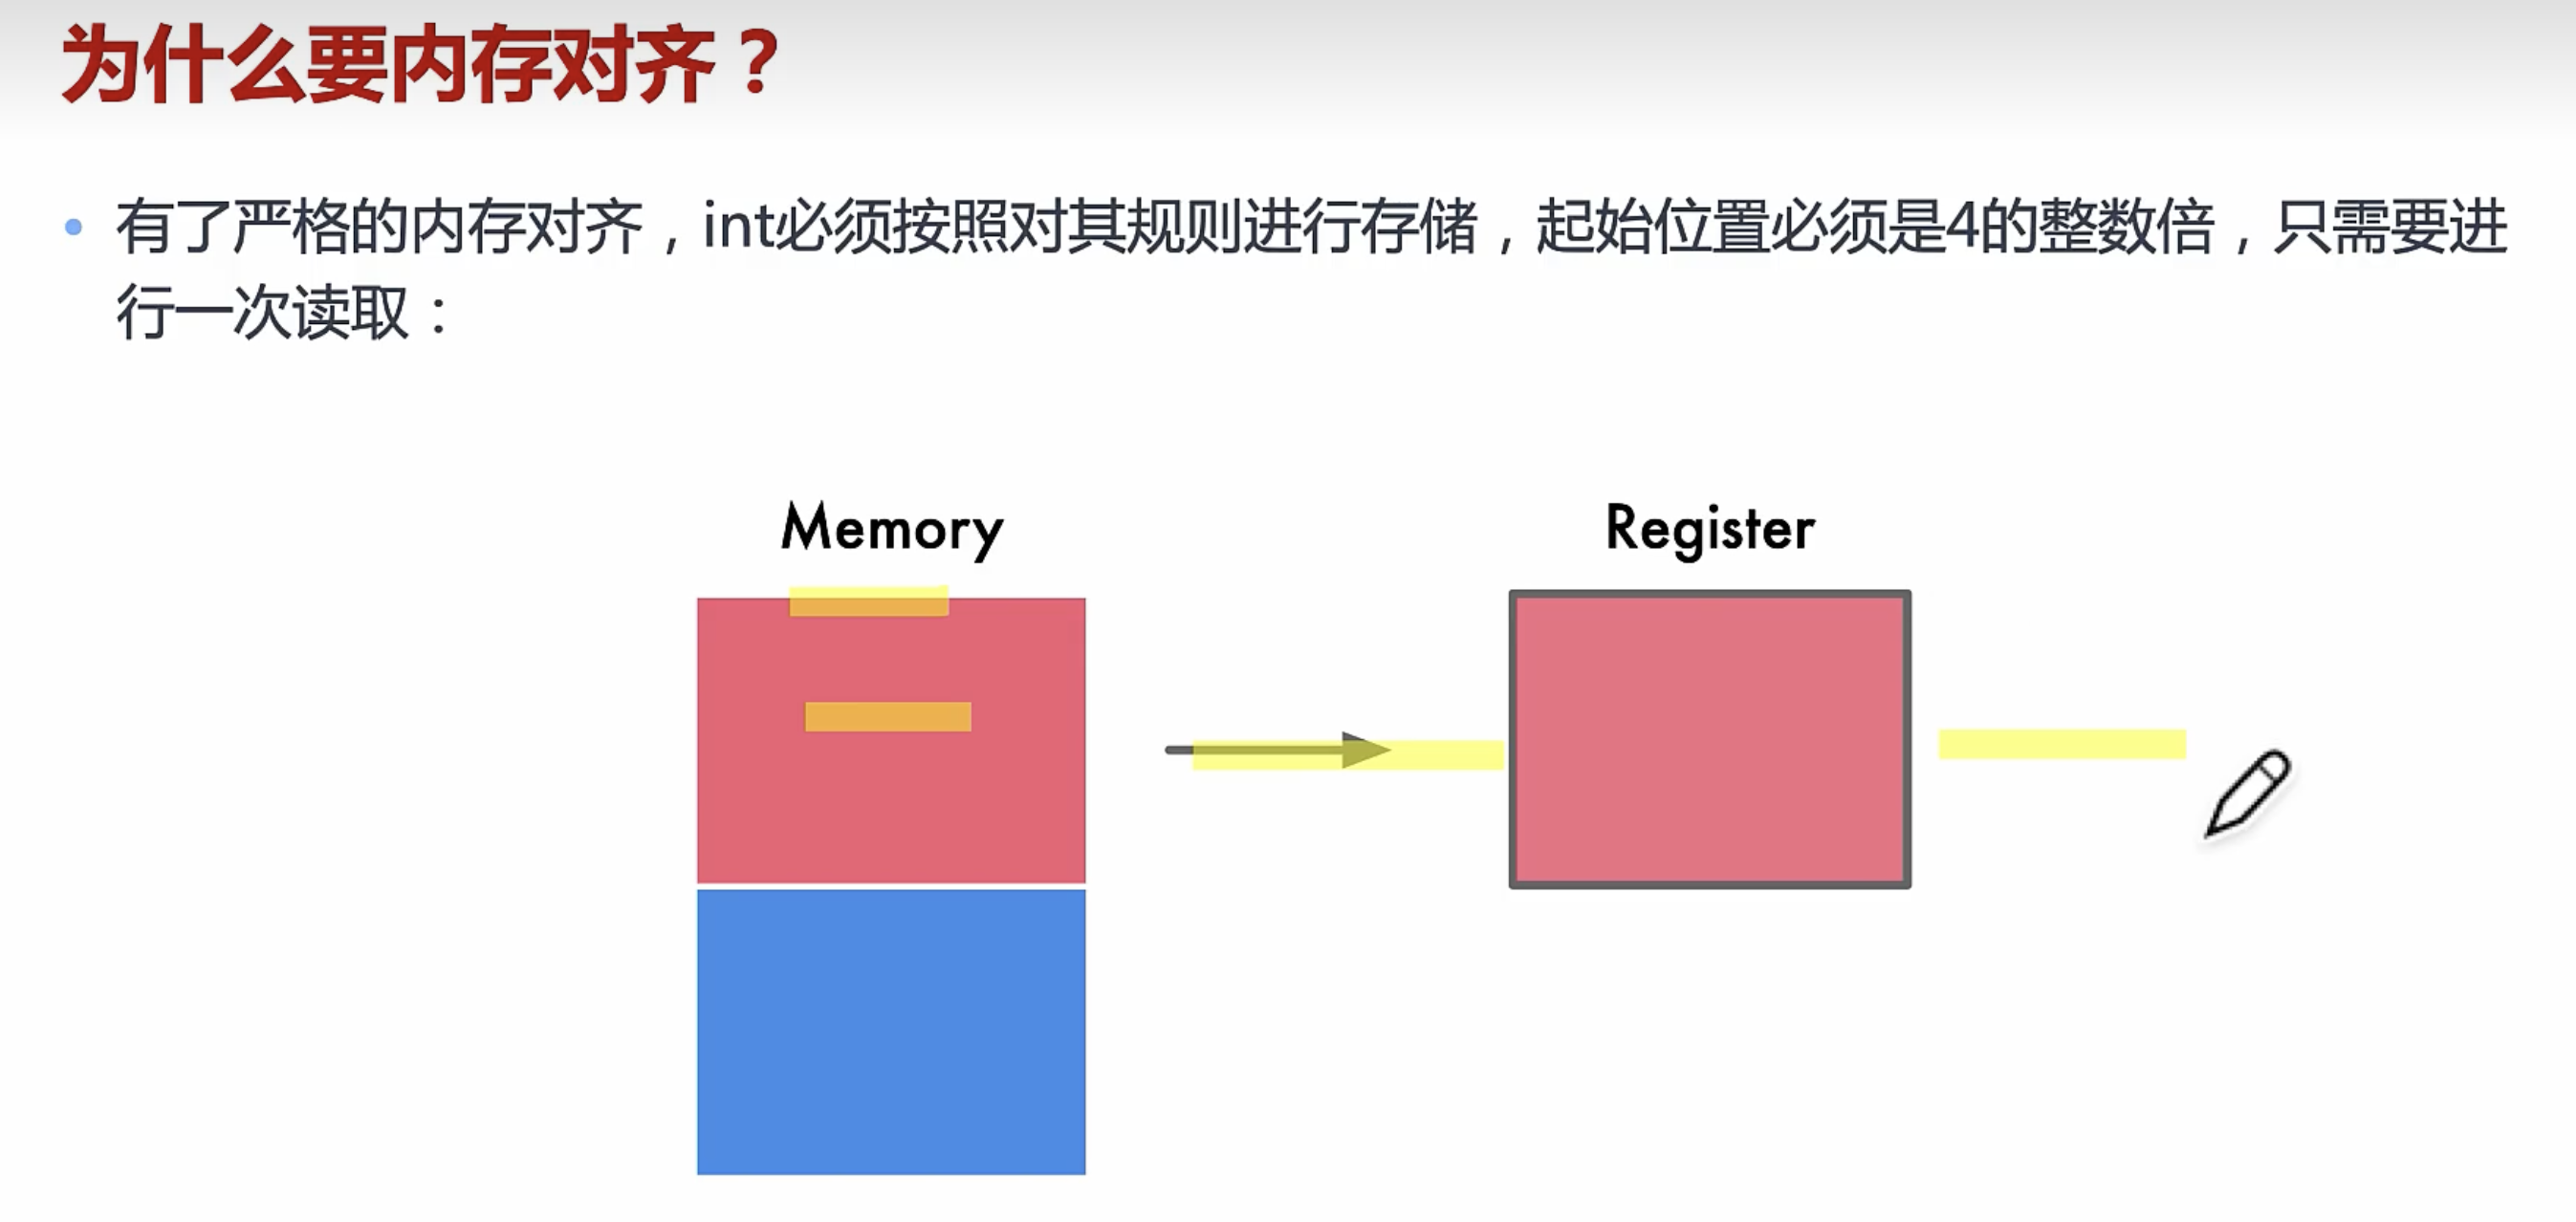 为什么要内存对齐？
有了严格的内存对齐，int必须按照对其规则进行存储，起始位置必须是4的整数倍，只需要进
行一次读取：
Memory
Register